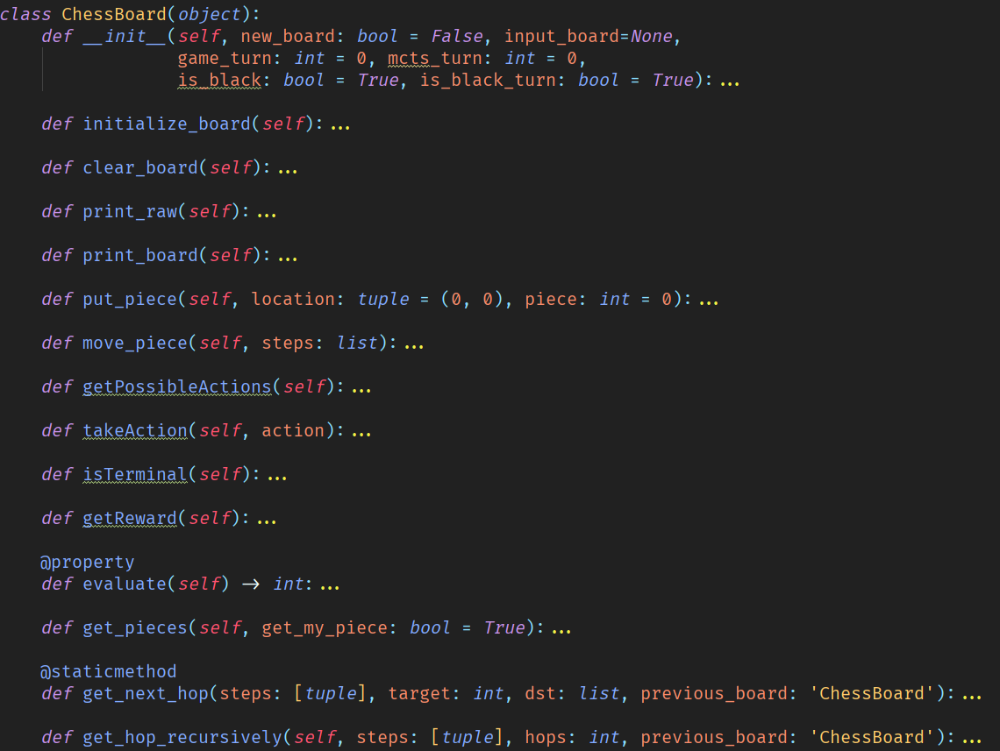 class ChessBoard(object):
    def __init__(self, new_board: bool = False, input_board=None,
                 game_turn: int = 0, mcts_turn: int = 0,
                 is_black: bool = True, is_black_turn: bool = True):...
    def initialize_board(self):...
    def clear_board(self):...
    def print_raw(self):...
    def print_board(self):...
    def put_piece(self, location: tuple = (0, 0), piece: int = 0):...
    def move_piece(self, steps: list):...
    def getPossibleActions(self):...
    def takeAction(self, action):...
    def isTerminal(self):...
    def getReward(self):...
    @property
    def evaluate(self) → int:...
    def get_pieces(self, get_my_piece: bool = True):...
    @staticmethod
    def get_next_hop(steps: [tuple], target: int, dst: list, previous_board: 'ChessBoard'):...
    def get_hop_recursively(self, steps: [tuple], hops: int, previous_board: 'ChessBoard'):...